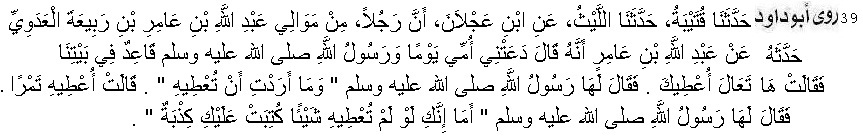 39 روى أبوداود حَدَّثَنَا قُتَيْبَةُ، حَدَّثَنَا اللَّيْثُ، عَنِ ابْنِ عَجْلاَنَ، أَنَّ رَجُلاً، مِنْ مَوَالِي عَبْدِ اللَّهِ بْنِ عَامِرِ بْنِ رَبِيعَةَ الْعَدَوِيِّ
حَدَّثَهُ عَنْ عَبْدِ اللَّهِ بْنِ عَامِرٍ أَنَّهُ قَالَ دَعَتْنِي أُمِّي يَوْمًا وَرَسُولُ اللَّهِ صلى الله عليه وسلم قَاعِدٌ فِي بَيْتِنَا
فَقَالَتْ هَا تَعَالَ أُعْطِيكَ . فَقَالَ لَهَا رَسُولُ اللَّهِ صلى الله عليه وسلم " وَمَا أَرَدْتِ أَنْ تُعْطِيهِ " . قَالَتْ أُعْطِيهِ تَمْرًا .
فَقَالَ لَهَا رَسُولُ اللَّهِ صلى الله عليه وسلم " أَمَا إِنَّكِ لَوْ لَمْ تُعْطِيهِ شَيْئًا كُتِبَتْ عَلَيْكِ كِذْبَةٌ " .